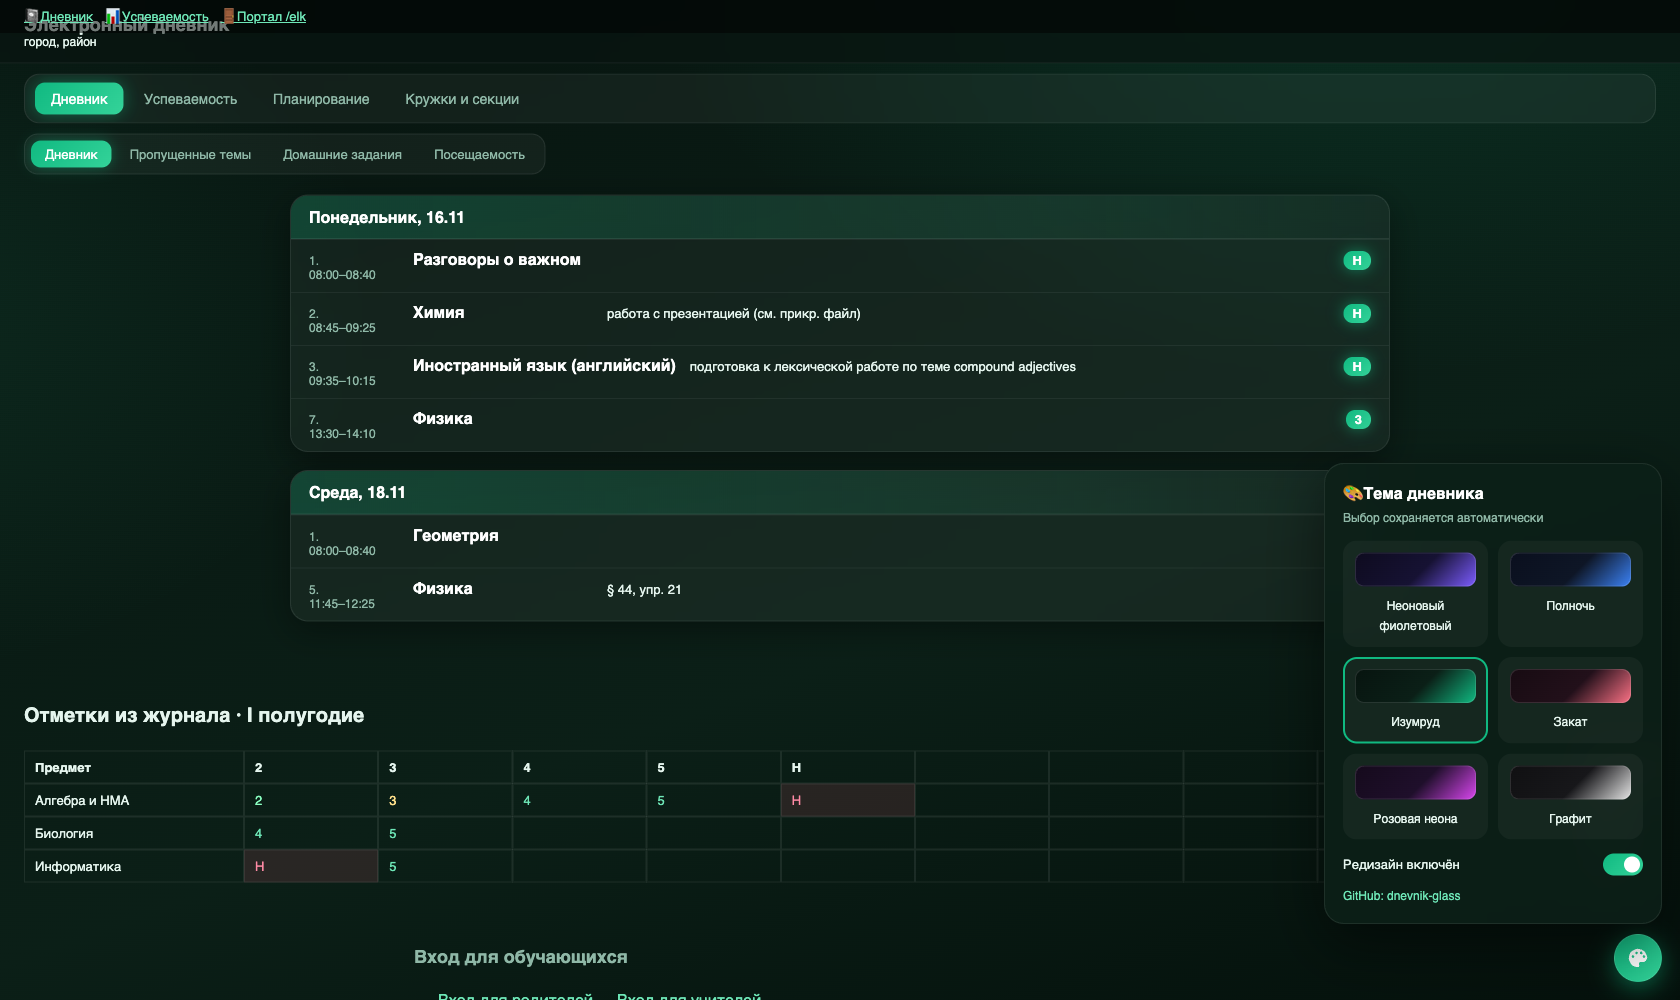 Дневник Успеваемость Портал /elk
Электронный дневник
город, район
Дневник Успеваемость Планирование Кружки и секции
Дневник Пропущенные темы Домашние задания Посещаемость
Понедельник, 16.11
1. Разговоры о важном Н
08:00–08:40
2. Химия работа с презентацией (см. прикр. файл) Н
08:45–09:25
3. Иностранный язык (английский) подготовка к лексической работе по теме compound adjectives Н
09:35–10:15
7. Физика 3
13:30–14:10
Среда, 18.11
1. Геометрия
08:00–08:40
5. Физика § 44, упр. 21
11:45–12:25
Отметки из журнала · I полугодие
Предмет 2 3 4 5 Н
Алгебра и НМА 2 3 4 5 Н
Биология 4 5
Информатика Н 5
Вход для обучающихся
Вход для родителей Вход для учителей
Тема дневника
Выбор сохраняется автоматически
Неоновый
фиолетовый
Полночь
Изумруд
Закат
Розовая неона
Графит
Редизайн включён
GitHub: dnevnik-glass